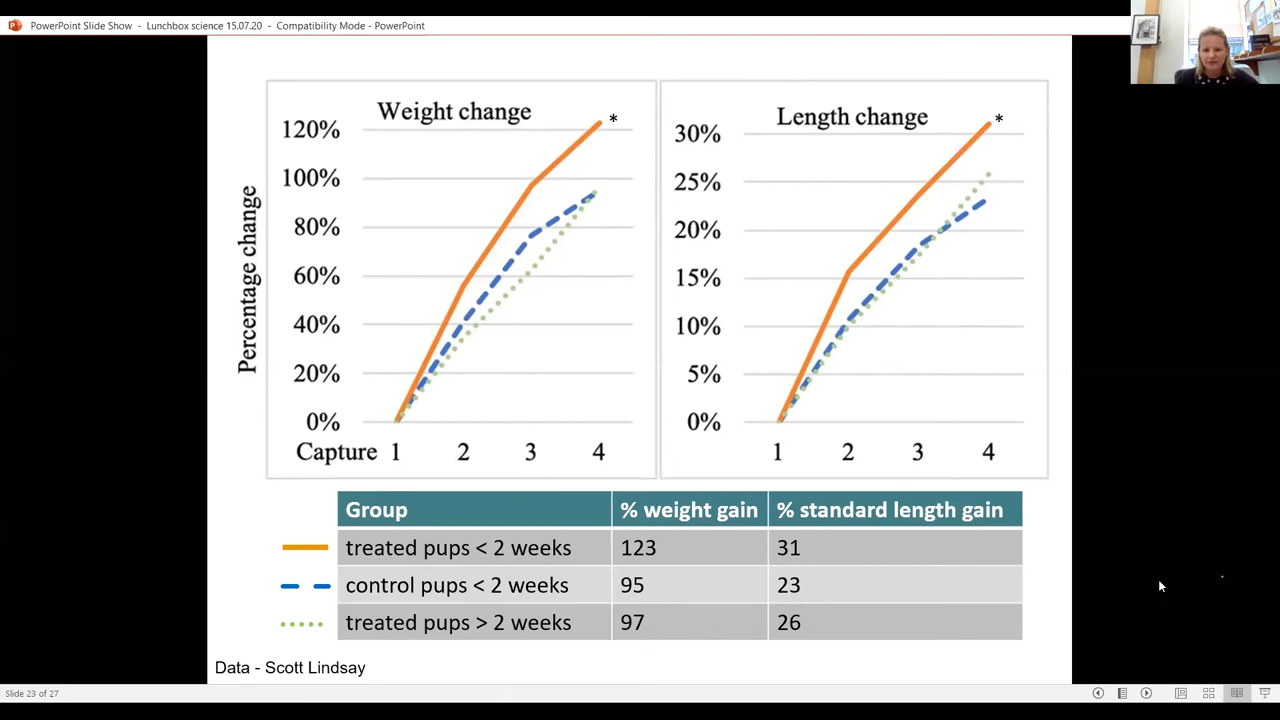 PowerPoint Slide Show - Lunchbox science 15.07.20 - Compatibility Mode - PowerPoint
Weight change
*
120%
100%
80%
60%
40%
20%
0%
Percentage change
Capture 1 2 3 4
Length change
*
30%
25%
20%
15%
10%
5%
0%
1 2 3 4
Group % weight gain % standard length gain
treated pups < 2 weeks 123 31
control pups < 2 weeks 95 23
treated pups > 2 weeks 97 26
Data - Scott Lindsay
Slide 23 of 27